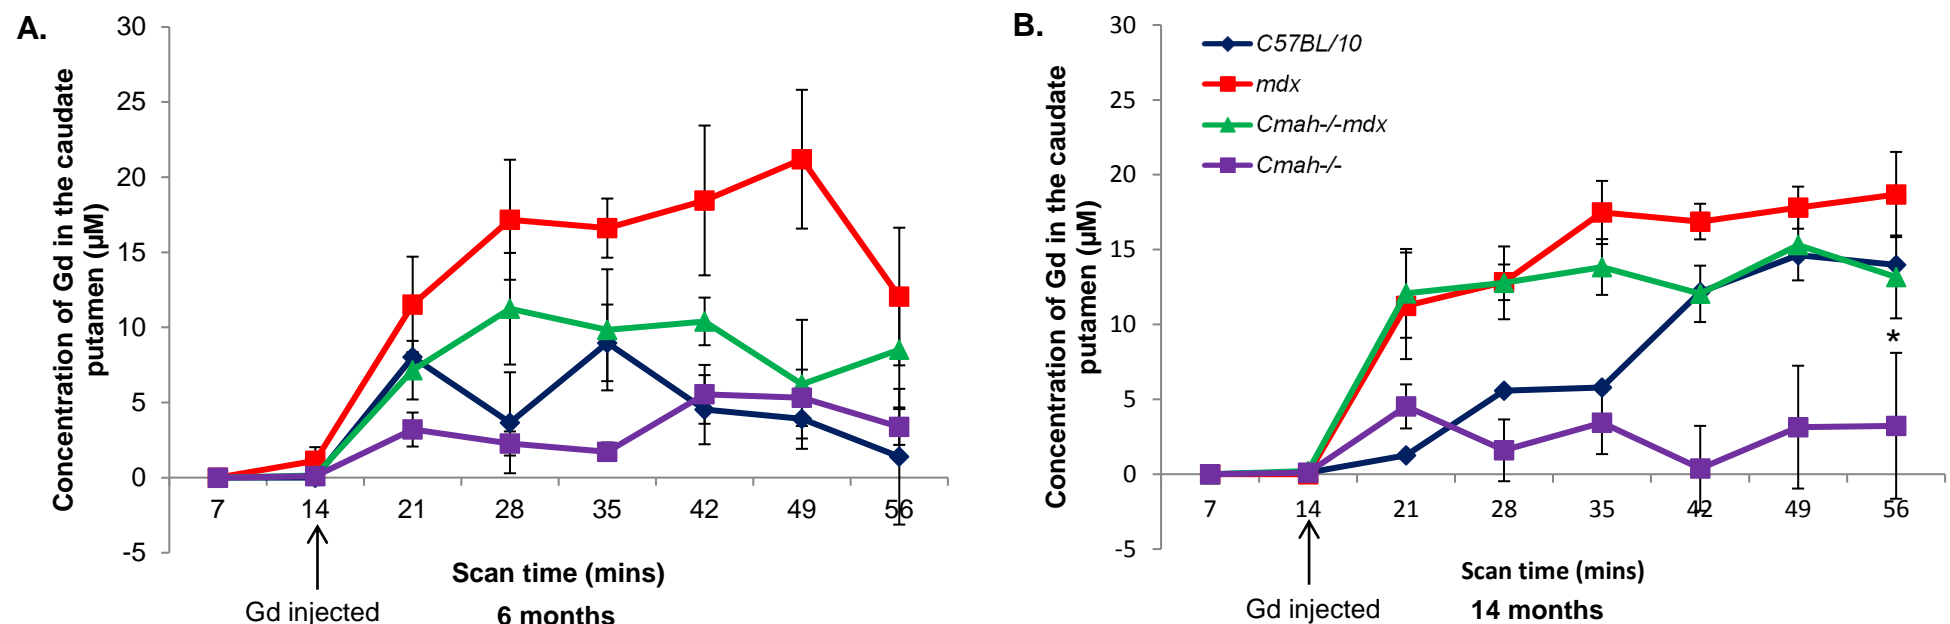 A.
Concentration of Gd in the caudate
putamen (µM)
30
25
20
15
10
5
0
-5
7 14 21 28 35 42 49 56
Scan time (mins)
Gd injected
6 months
B.
Concentration of Gd in the caudate
putamen (µM)
30
25
20
15
10
5
0
-5
C57BL/10
mdx
Cmah-/-mdx
Cmah-/-
*
7 14 21 28 35 42 49 56
Scan time (mins)
Gd injected
14 months